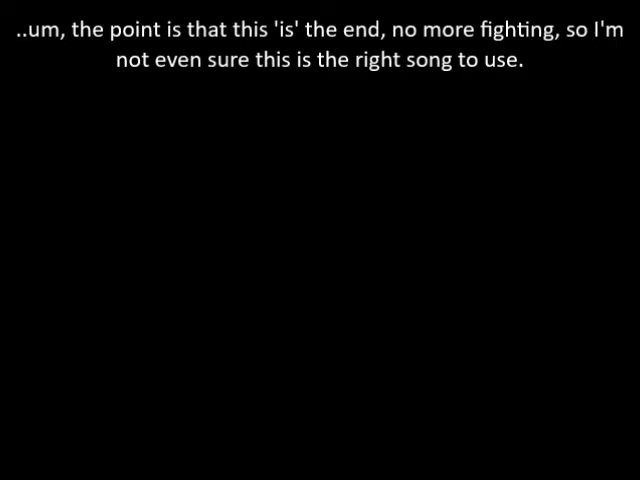 ..um, the point is that this 'is' the end, no more fighting, so I'm
not even sure this is the right song to use.